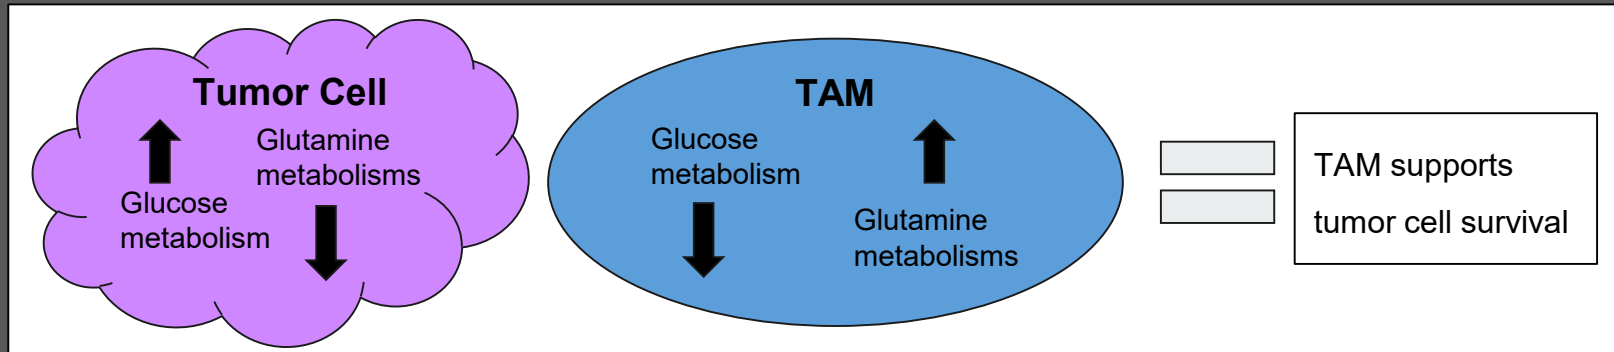 Tumor Cell
Glutamine
metabolisms
Glucose
metabolism
TAM
Glucose
metabolism
Glutamine
metabolisms
TAM supports
tumor cell survival